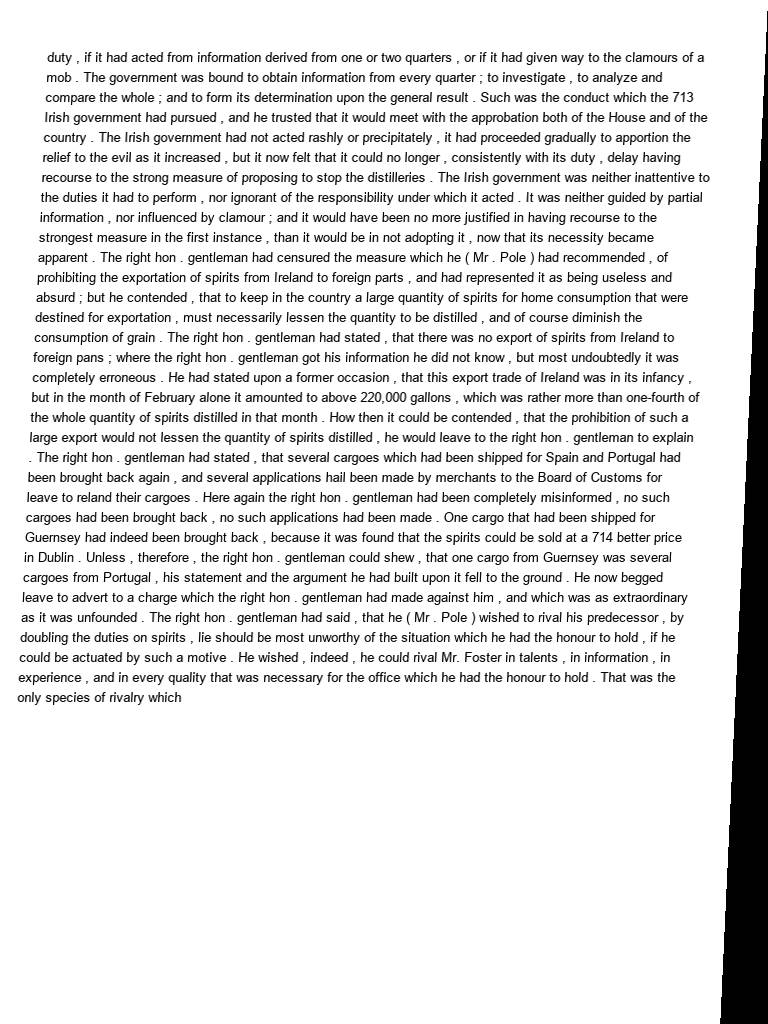 duty , if it had acted from information derived from one or two quarters , or if it had given way to the clamours of a
mob . The government was bound to obtain information from every quarter ; to investigate , to analyze and
compare the whole ; and to form its determination upon the general result . Such was the conduct which the 713
Irish government had pursued , and he trusted that it would meet with the approbation both of the House and of the
country . The Irish government had not acted rashly or precipitately , it had proceeded gradually to apportion the
relief to the evil as it increased , but it now felt that it could no longer , consistently with its duty , delay having
recourse to the strong measure of proposing to stop the distilleries . The Irish government was neither inattentive to
the duties it had to perform , nor ignorant of the responsibility under which it acted . It was neither guided by partial
information , nor influenced by clamour ; and it would have been no more justified in having recourse to the
strongest measure in the first instance , than it would be in not adopting it , now that its necessity became
apparent . The right hon . gentleman had censured the measure which he ( Mr . Pole ) had recommended , of
prohibiting the exportation of spirits from Ireland to foreign parts , and had represented it as being useless and
absurd ; but he contended , that to keep in the country a large quantity of spirits for home consumption that were
destined for exportation , must necessarily lessen the quantity to be distilled , and of course diminish the
consumption of grain . The right hon . gentleman had stated , that there was no export of spirits from Ireland to
foreign pans ; where the right hon . gentleman got his information he did not know , but most undoubtedly it was
completely erroneous . He had stated upon a former occasion , that this export trade of Ireland was in its infancy ,
but in the month of February alone it amounted to above 220,000 gallons , which was rather more than one-fourth of
the whole quantity of spirits distilled in that month . How then it could be contended , that the prohibition of such a
large export would not lessen the quantity of spirits distilled , he would leave to the right hon . gentleman to explain
. The right hon . gentleman had stated , that several cargoes which had been shipped for Spain and Portugal had
been brought back again , and several applications hail been made by merchants to the Board of Customs for
leave to reland their cargoes . Here again the right hon . gentleman had been completely misinformed , no such
cargoes had been brought back , no such applications had been made . One cargo that had been shipped for
Guernsey had indeed been brought back , because it was found that the spirits could be sold at a 714 better price
in Dublin . Unless , therefore , the right hon . gentleman could shew , that one cargo from Guernsey was several
cargoes from Portugal , his statement and the argument he had built upon it fell to the ground . He now begged
leave to advert to a charge which the right hon . gentleman had made against him , and which was as extraordinary
as it was unfounded . The right hon . gentleman had said , that he ( Mr . Pole ) wished to rival his predecessor , by
doubling the duties on spirits , lie should be most unworthy of the situation which he had the honour to hold , if he
could be actuated by such a motive . He wished , indeed , he could rival Mr. Foster in talents , in information , in
experience , and in every quality that was necessary for the office which he had the honour to hold . That was the
only species of rivalry which